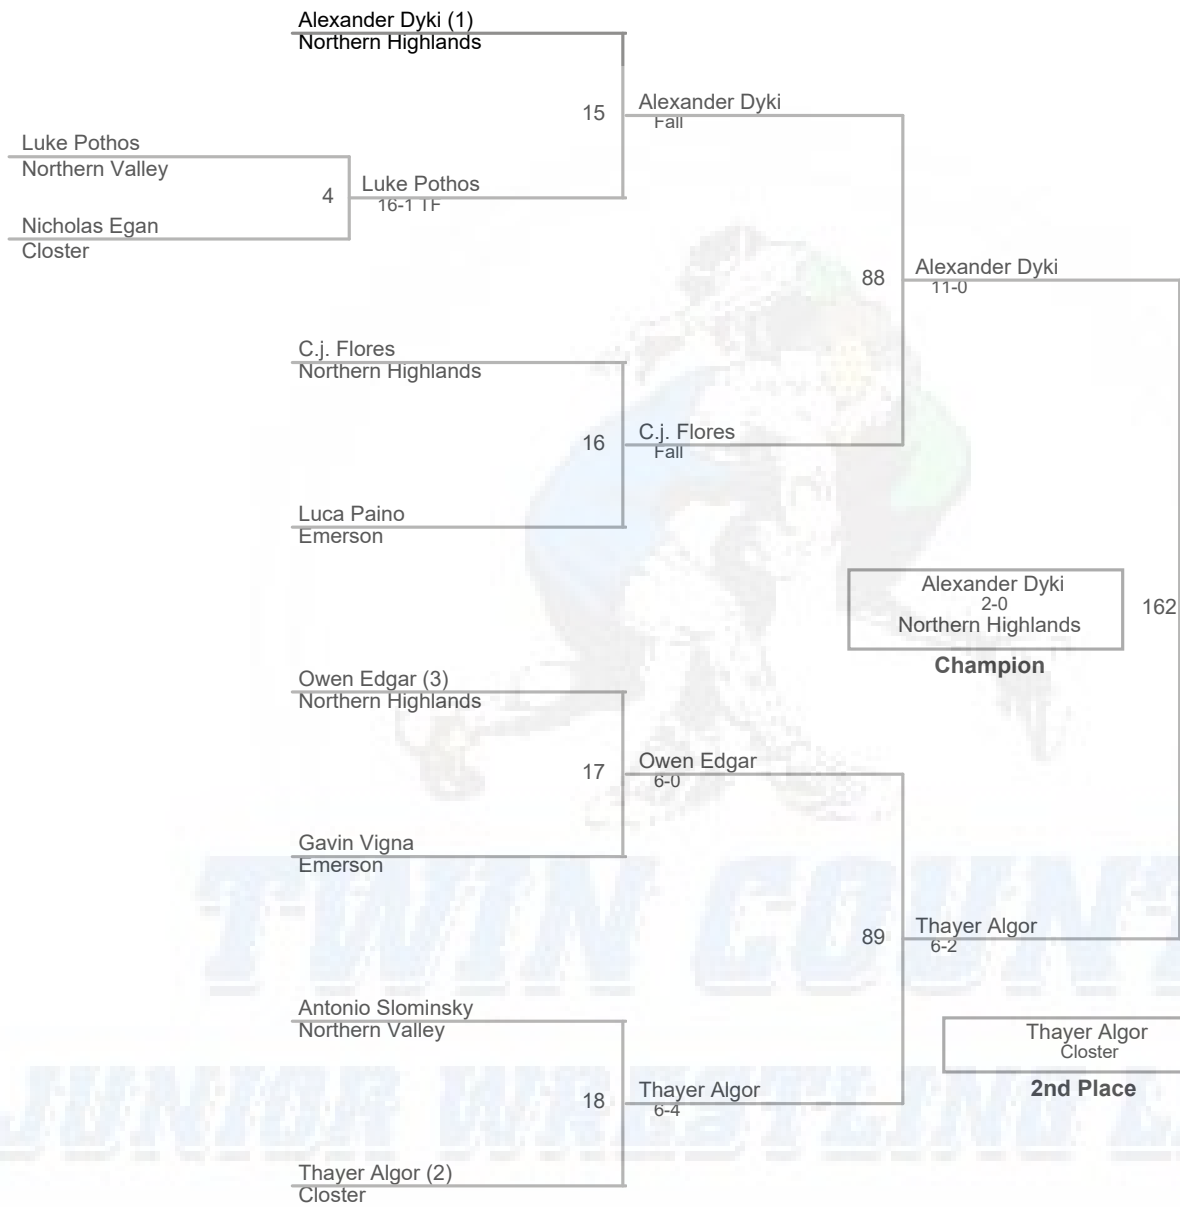 Alexander Dyki (1)
Northern Highlands
15
Alexander Dyki
Fall
Luke Pothos
Northern Valley
4
Luke Pothos
16-1 TF
Nicholas Egan
Closter
88
Alexander Dyki
11-0
C.j. Flores
Northern Highlands
16
C.j. Flores
Fall
Luca Paino
Emerson
Alexander Dyki
2-0
Northern Highlands
Champion
162
Owen Edgar (3)
Northern Highlands
17
Owen Edgar
6-0
Gavin Vigna
Emerson
89
Thayer Algor
6-2
TWIN COUN
Antonio Slominsky
Northern Valley
18
Thayer Algor
6-4
Thayer Algor
Closter
2nd Place
JUNIOR WRESTLING
Thayer Algor (2)
Closter